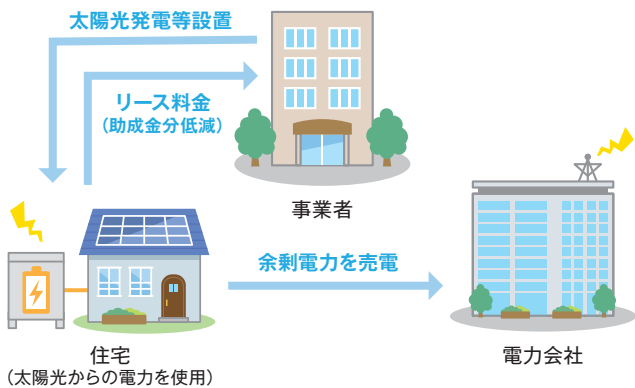 太陽光発電等設置
リース料金
（助成金分低減）
事業者
余剰電力を売電
住宅
（太陽光からの電力を使用）
電力会社